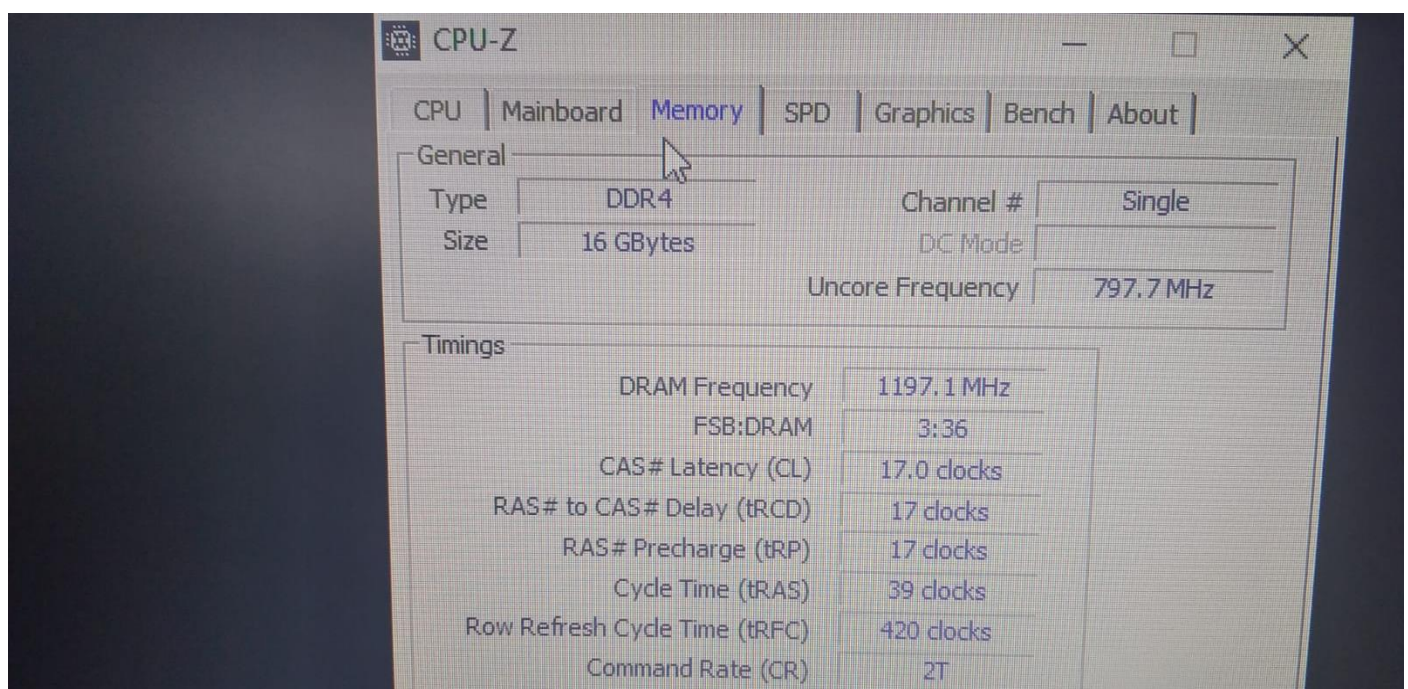 CPU-Z
CPU Mainboard Memory SPD Graphics Bench About
General
Type DDR4 Channel # Single
Size 16 GBytes DC Mode
Uncore Frequency 797.7 MHz
Timings
DRAM Frequency 1197.1 MHz
FSB:DRAM 3:36
CAS# Latency (CL) 17.0 clocks
RAS# to CAS# Delay (tRCD) 17 clocks
RAS# Precharge (tRP) 17 clocks
Cycle Time (tRAS) 39 clocks
Row Refresh Cycle Time (tRFC) 420 clocks
Command Rate (CR) 2T